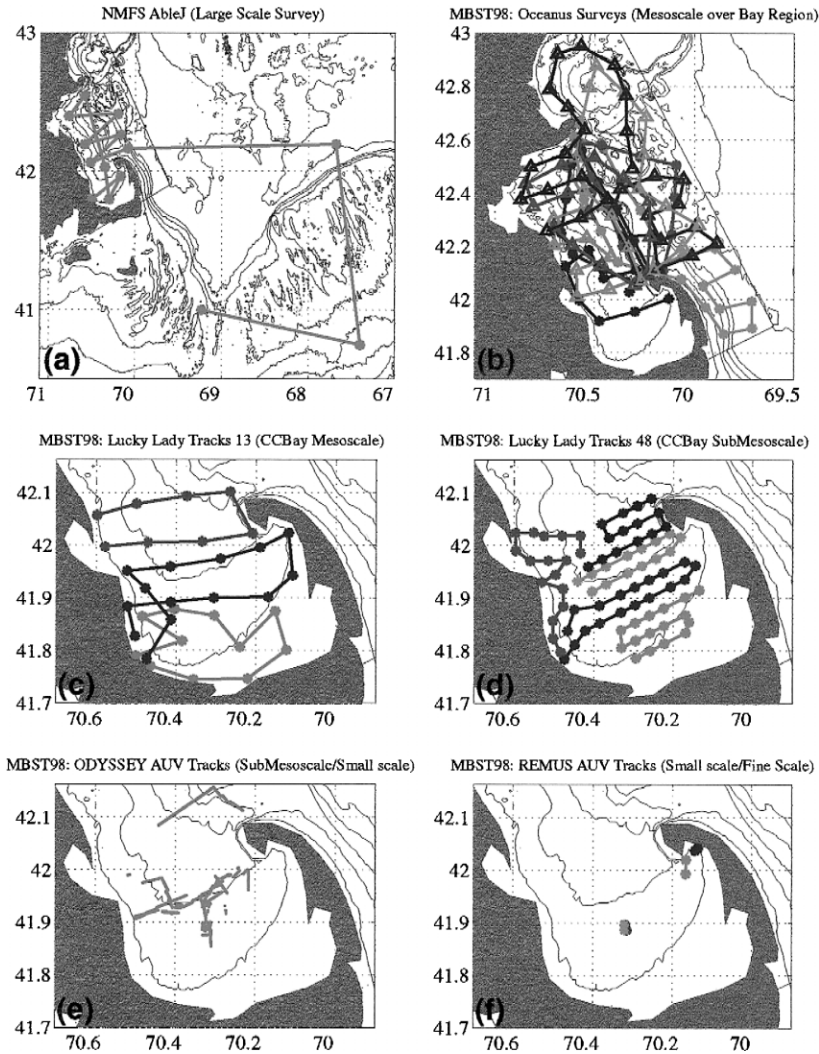 NMFS AbleJ (Large Scale Survey)
43
42
41
(a)
71 70 69 68 67
MBST98: Oceanus Surveys (Mesoscale over Bay Region)
43
42.8
42.6
42.4
42.2
42
41.8
(b)
71 70.5 70 69.5
MBST98: Lucky Lady Tracks 13 (CCBay Mesoscale)
42.1
42
41.9
41.8
41.7
(c)
70.6 70.4 70.2 70
MBST98: Lucky Lady Tracks 48 (CCBay SubMesoscale)
42.1
42
41.9
41.8
41.7
(d)
70.6 70.4 70.2 70
MBST98: ODYSSEY AUV Tracks (SubMesoscale/Small scale)
42.1
42
41.9
41.8
41.7
(e)
70.6 70.4 70.2 70
MBST98: REMUS AUV Tracks (Small scale/Fine Scale)
42.1
42
41.9
41.8
41.7
(f)
70.6 70.4 70.2 70